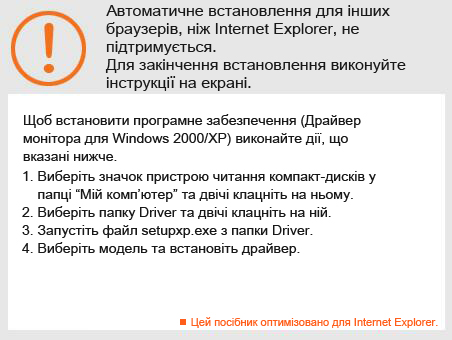 Автоматичне встановлення для інших
браузерів, ніж Internet Explorer, не
підтримується.
Для закінчення встановлення виконуйте
інструкції на екрані.
Щоб встановити програмне забезпечення (Драйвер
монітора для Windows 2000/XP) виконайте дії, що
вказані нижче.
1. Виберіть значок пристрою читання компакт-дисків у
папці “Мій комп’ютер” та двічі клацніть на ньому.
2. Виберіть папку Driver та двічі клацніть на ній.
3. Запустіть файл setupxp.exe з папки Driver.
4. Виберіть модель та встановіть драйвер.
Цей посібник оптимізовано для Internet Explorer.